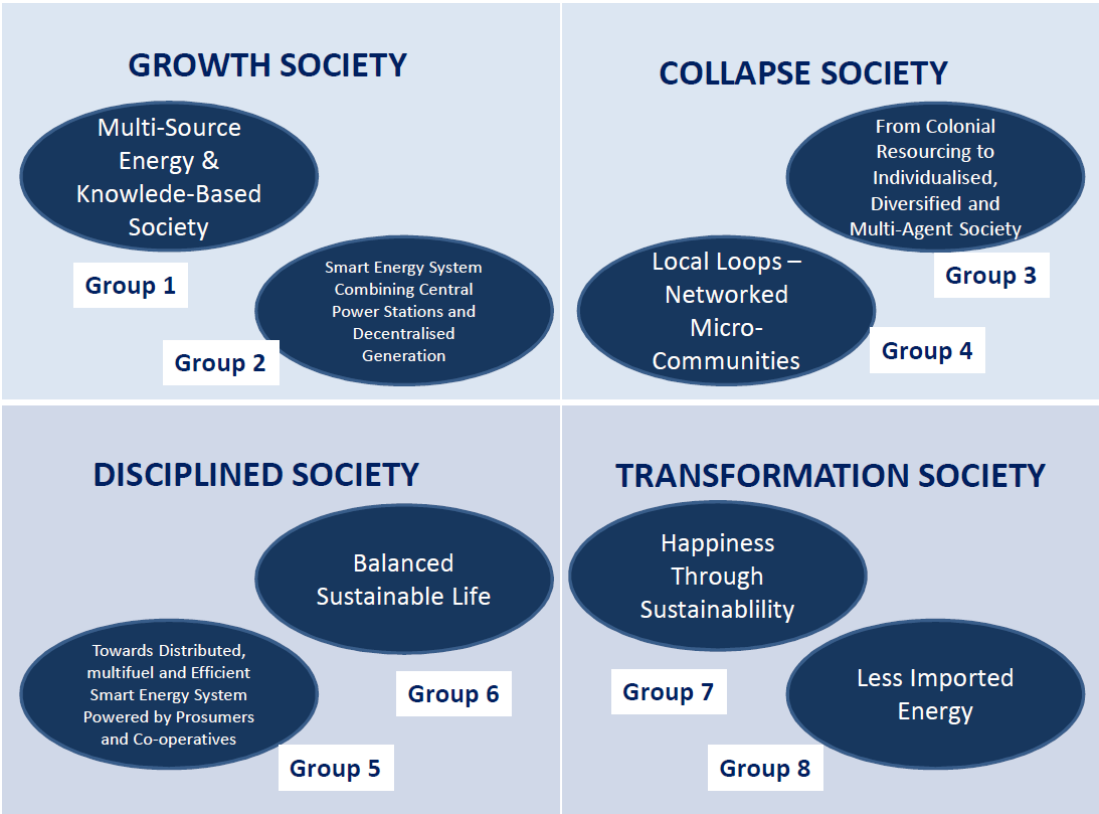 GROWTH SOCIETY
Multi-Source
Energy &
Knowlede-Based
Society
Group 1
Smart Energy System
Combining Central
Power Stations and
Decentralised
Generation
Group 2
COLLAPSE SOCIETY
From Colonial
Resourcing to
Individualised,
Diversified and
Multi-Agent Society
Group 3
Local Loops –
Networked
Micro-
Communities
Group 4
DISCIPLINED SOCIETY
Balanced
Sustainable Life
Group 6
Towards Distributed,
multifuel and Efficient
Smart Energy System
Powered by Prosumers
and Co-operatives
Group 5
TRANSFORMATION SOCIETY
Happiness
Through
Sustainablility
Group 7
Less Imported
Energy
Group 8